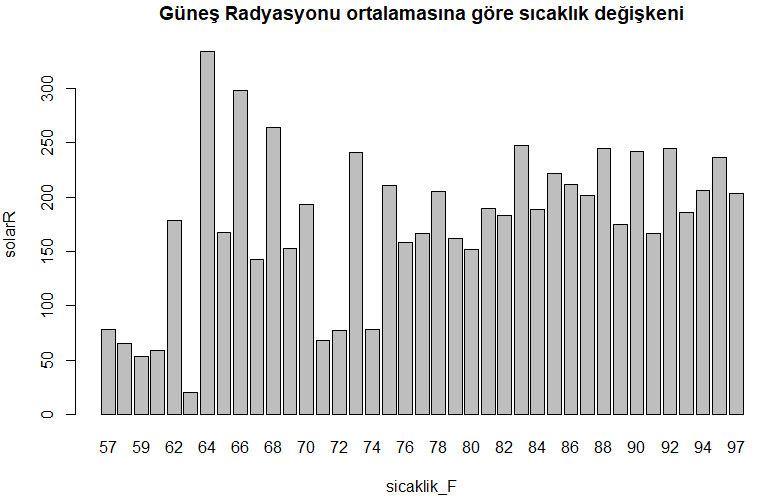 Güneş Radyasyonu ortalamasına göre sıcaklık değişkeni
300
250
200
150
100
50
0
solarR
57 59 62 64 66 68 70 72 74 76 78 80 82 84 86 88 90 92 94 97
sicaklik_F